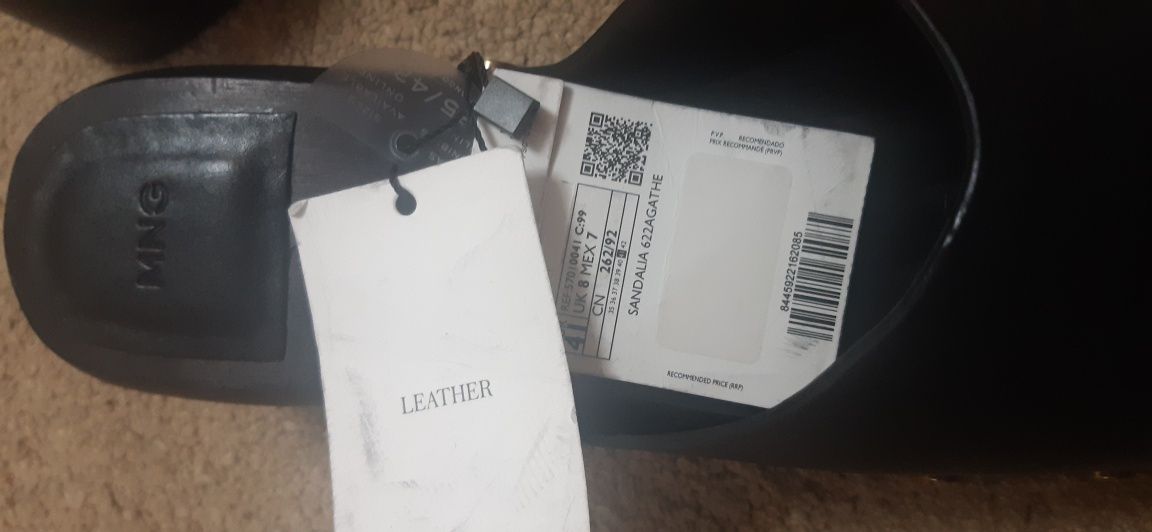 MNG
LEATHER
41
REF. 57010041 C:99
UK 8 MEX 7
CN 262/92
35 36 37 38 39 40 41 42
SANDALIA 622AGATHE
P.V.P. RECOMENDADO
PRIX RECOMMANDÉ (PRVP)
8445922162085
RECOMMENDED PRICE (RRP)